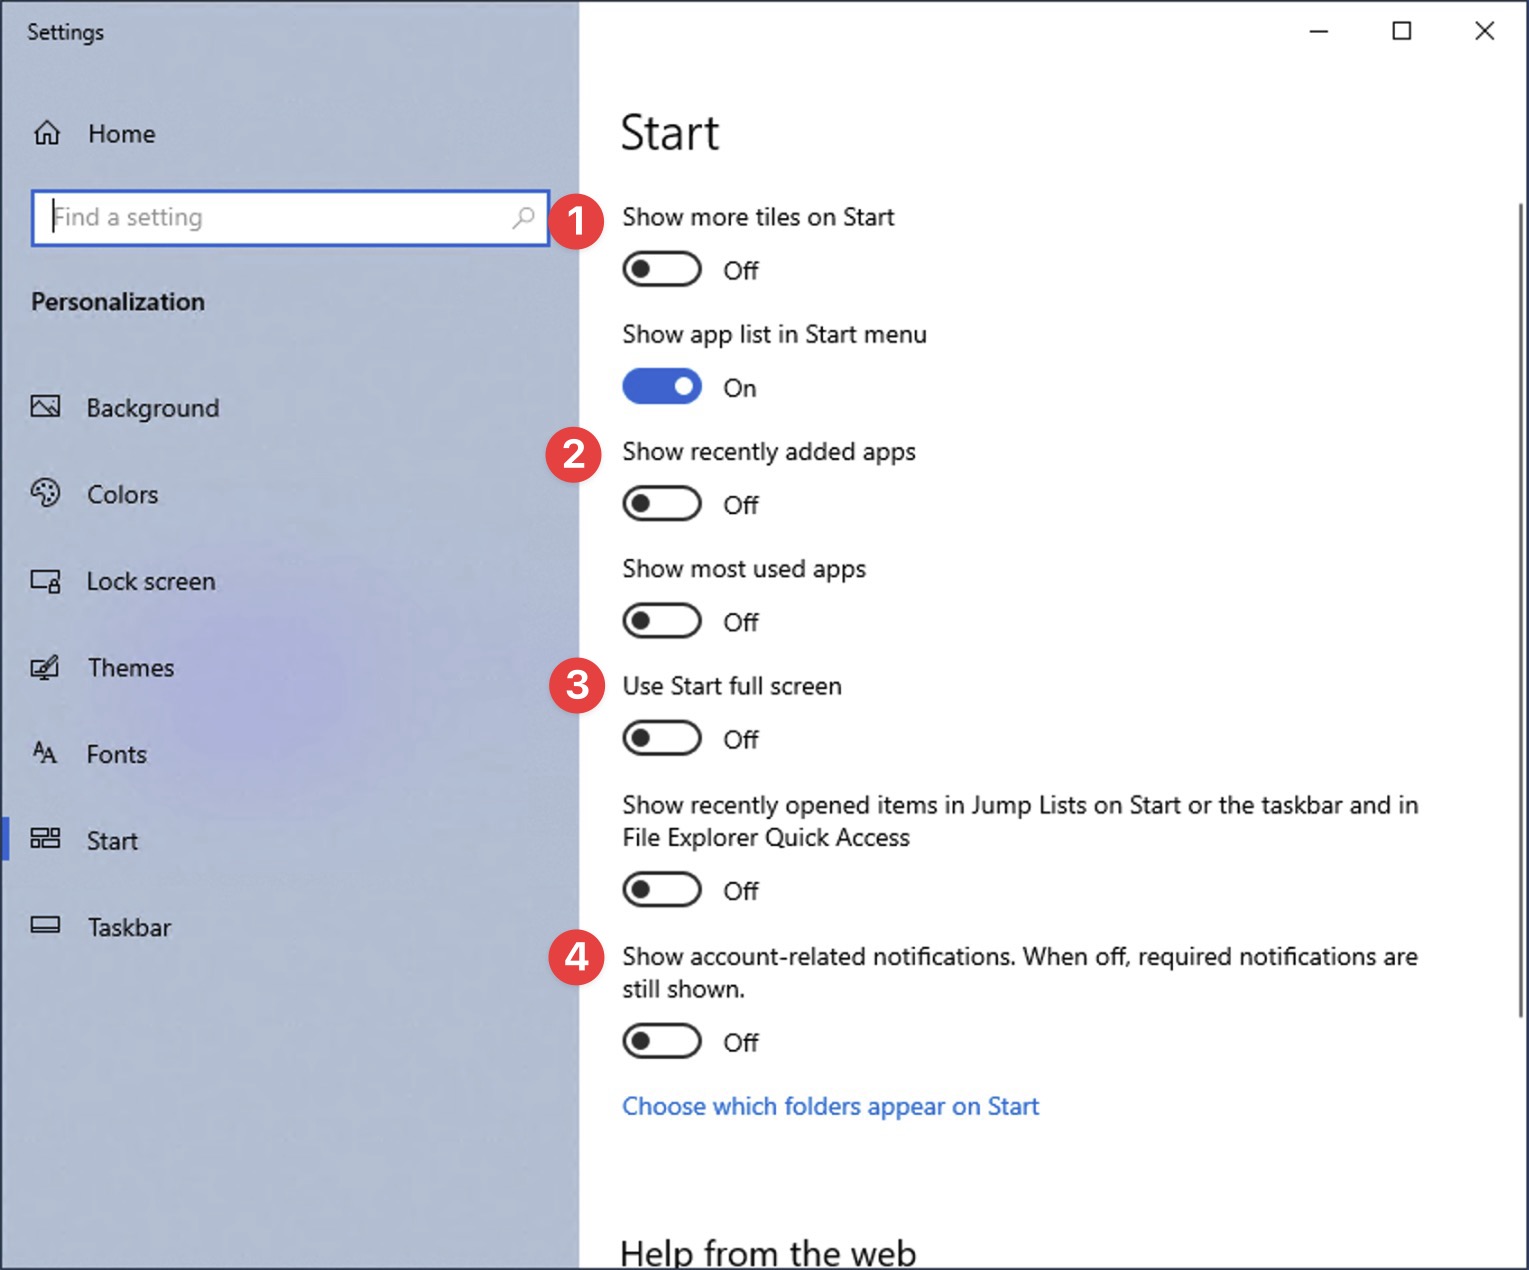 Settings
Home
Find a setting
Personalization
Background
Colors
Lock screen
Themes
Fonts
Start
Taskbar
Start
1
Show more tiles on Start
Off
Show app list in Start menu
On
2
Show recently added apps
Off
Show most used apps
Off
3
Use Start full screen
Off
Show recently opened items in Jump Lists on Start or the taskbar and in
File Explorer Quick Access
Off
4
Show account-related notifications. When off, required notifications are
still shown.
Off
Choose which folders appear on Start
Help from the web